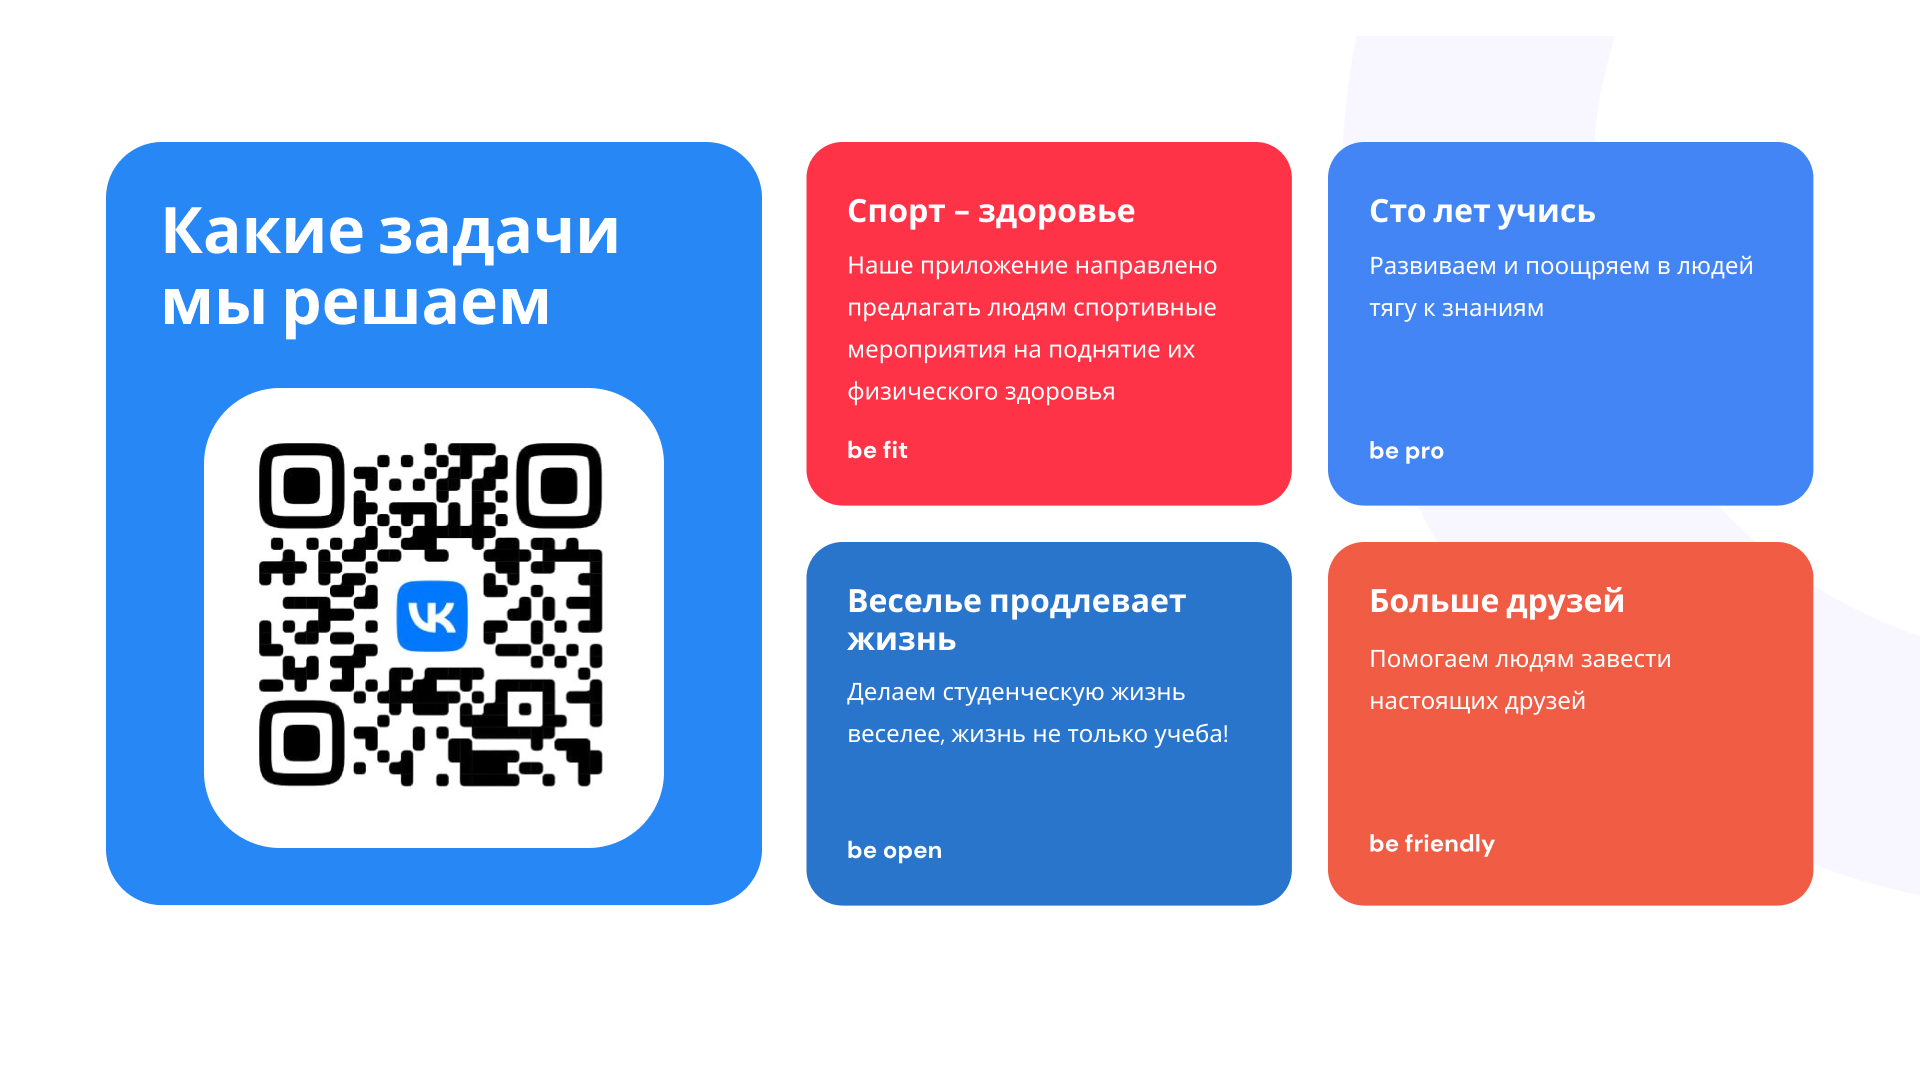 Какие задачи
мы решаем
VK
Спорт – здоровье
Наше приложение направлено
предлагать людям спортивные
мероприятия на поднятие их
физического здоровья
be fit
Сто лет учись
Развиваем и поощряем в людей
тягу к знаниям
be pro
Веселье продлевает
жизнь
Делаем студенческую жизнь
веселее, жизнь не только учеба!
be open
Больше друзей
Помогаем людям завести
настоящих друзей
be friendly